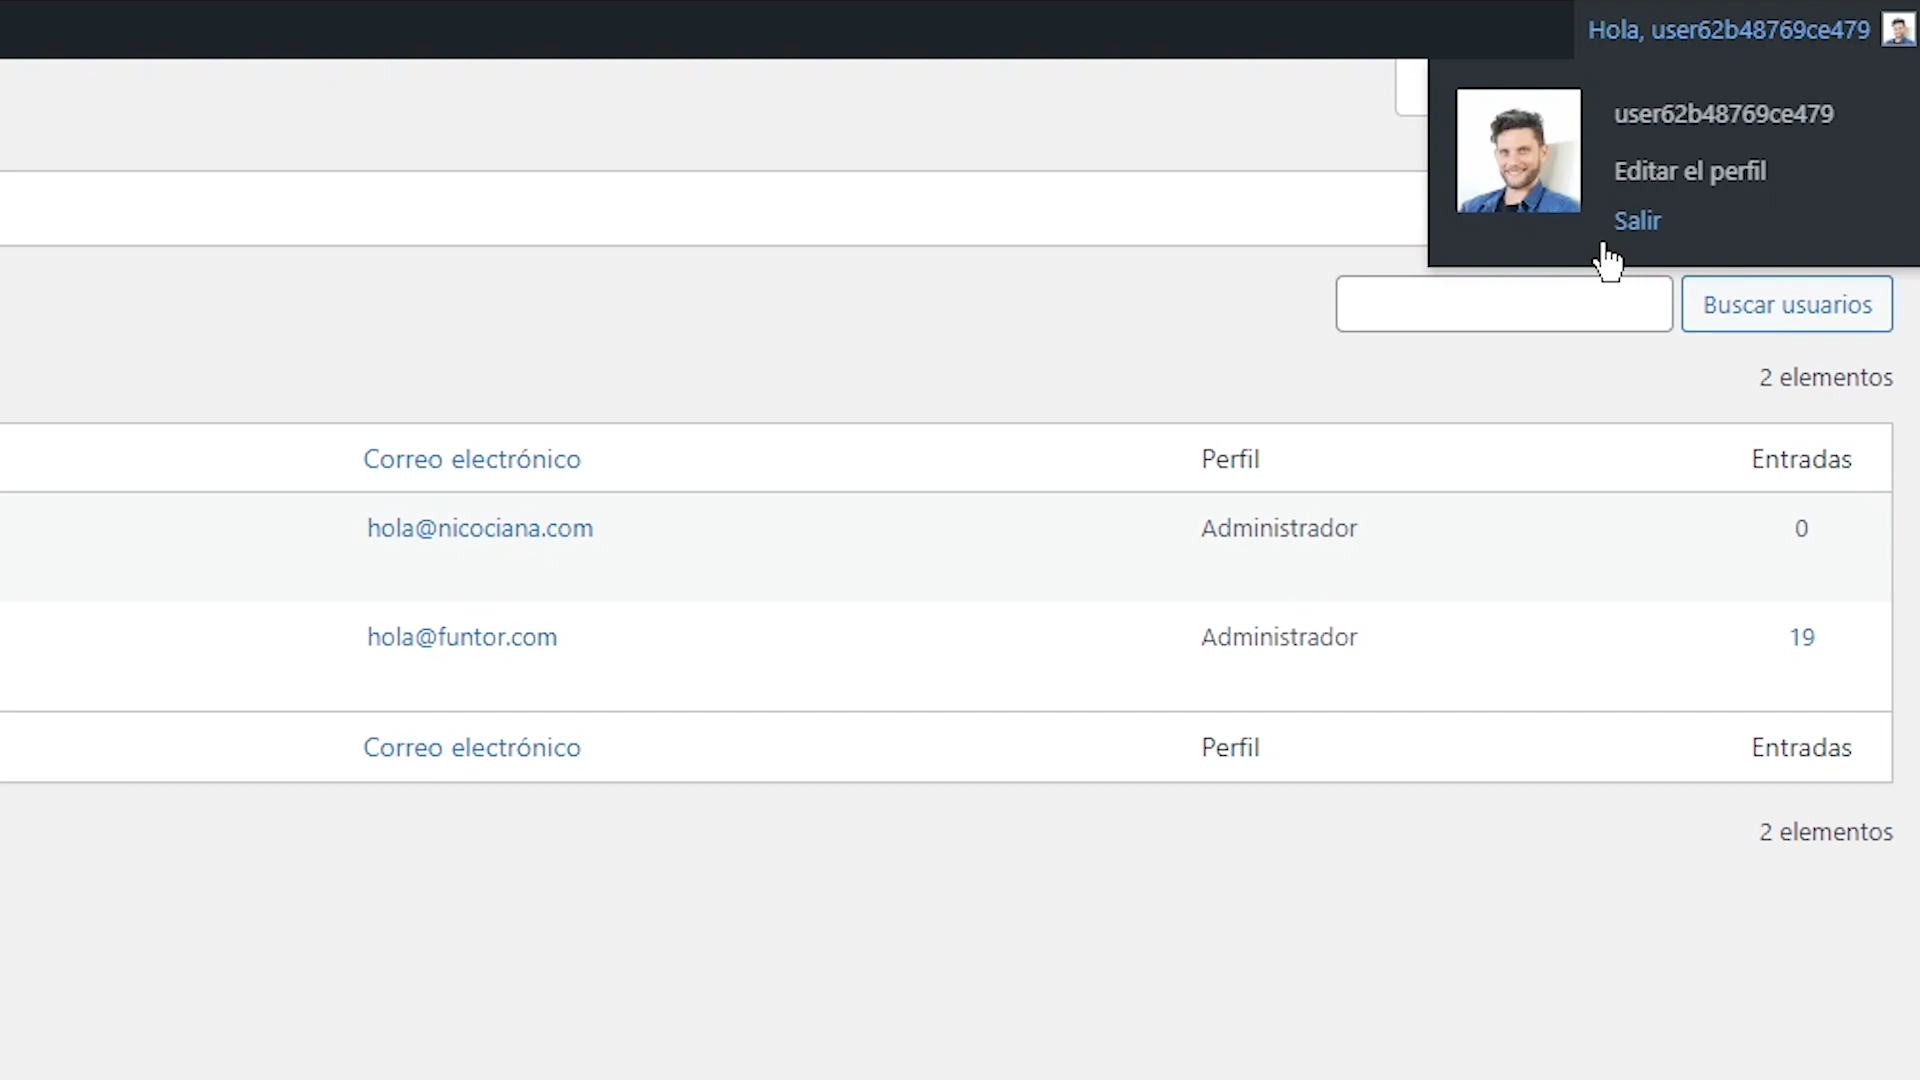 Hola, user62b48769ce479
user62b48769ce479
Editar el perfil
Salir
Buscar usuarios
2 elementos
Correo electrónico Perfil Entradas
hola@nicociana.com Administrador 0
hola@funtor.com Administrador 19
Correo electrónico Perfil Entradas
2 elementos